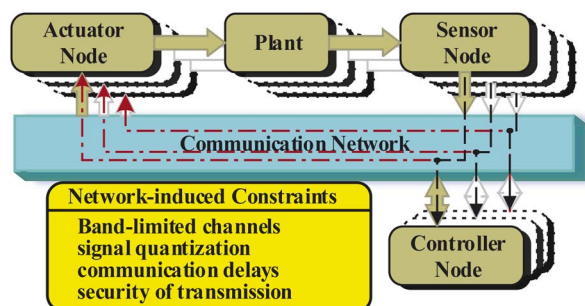 Actuator
Node
Plant
Sensor
Node
Communication Network
Network-induced Constraints
Band-limited channels
signal quantization
communication delays
security of transmission
Controller
Node